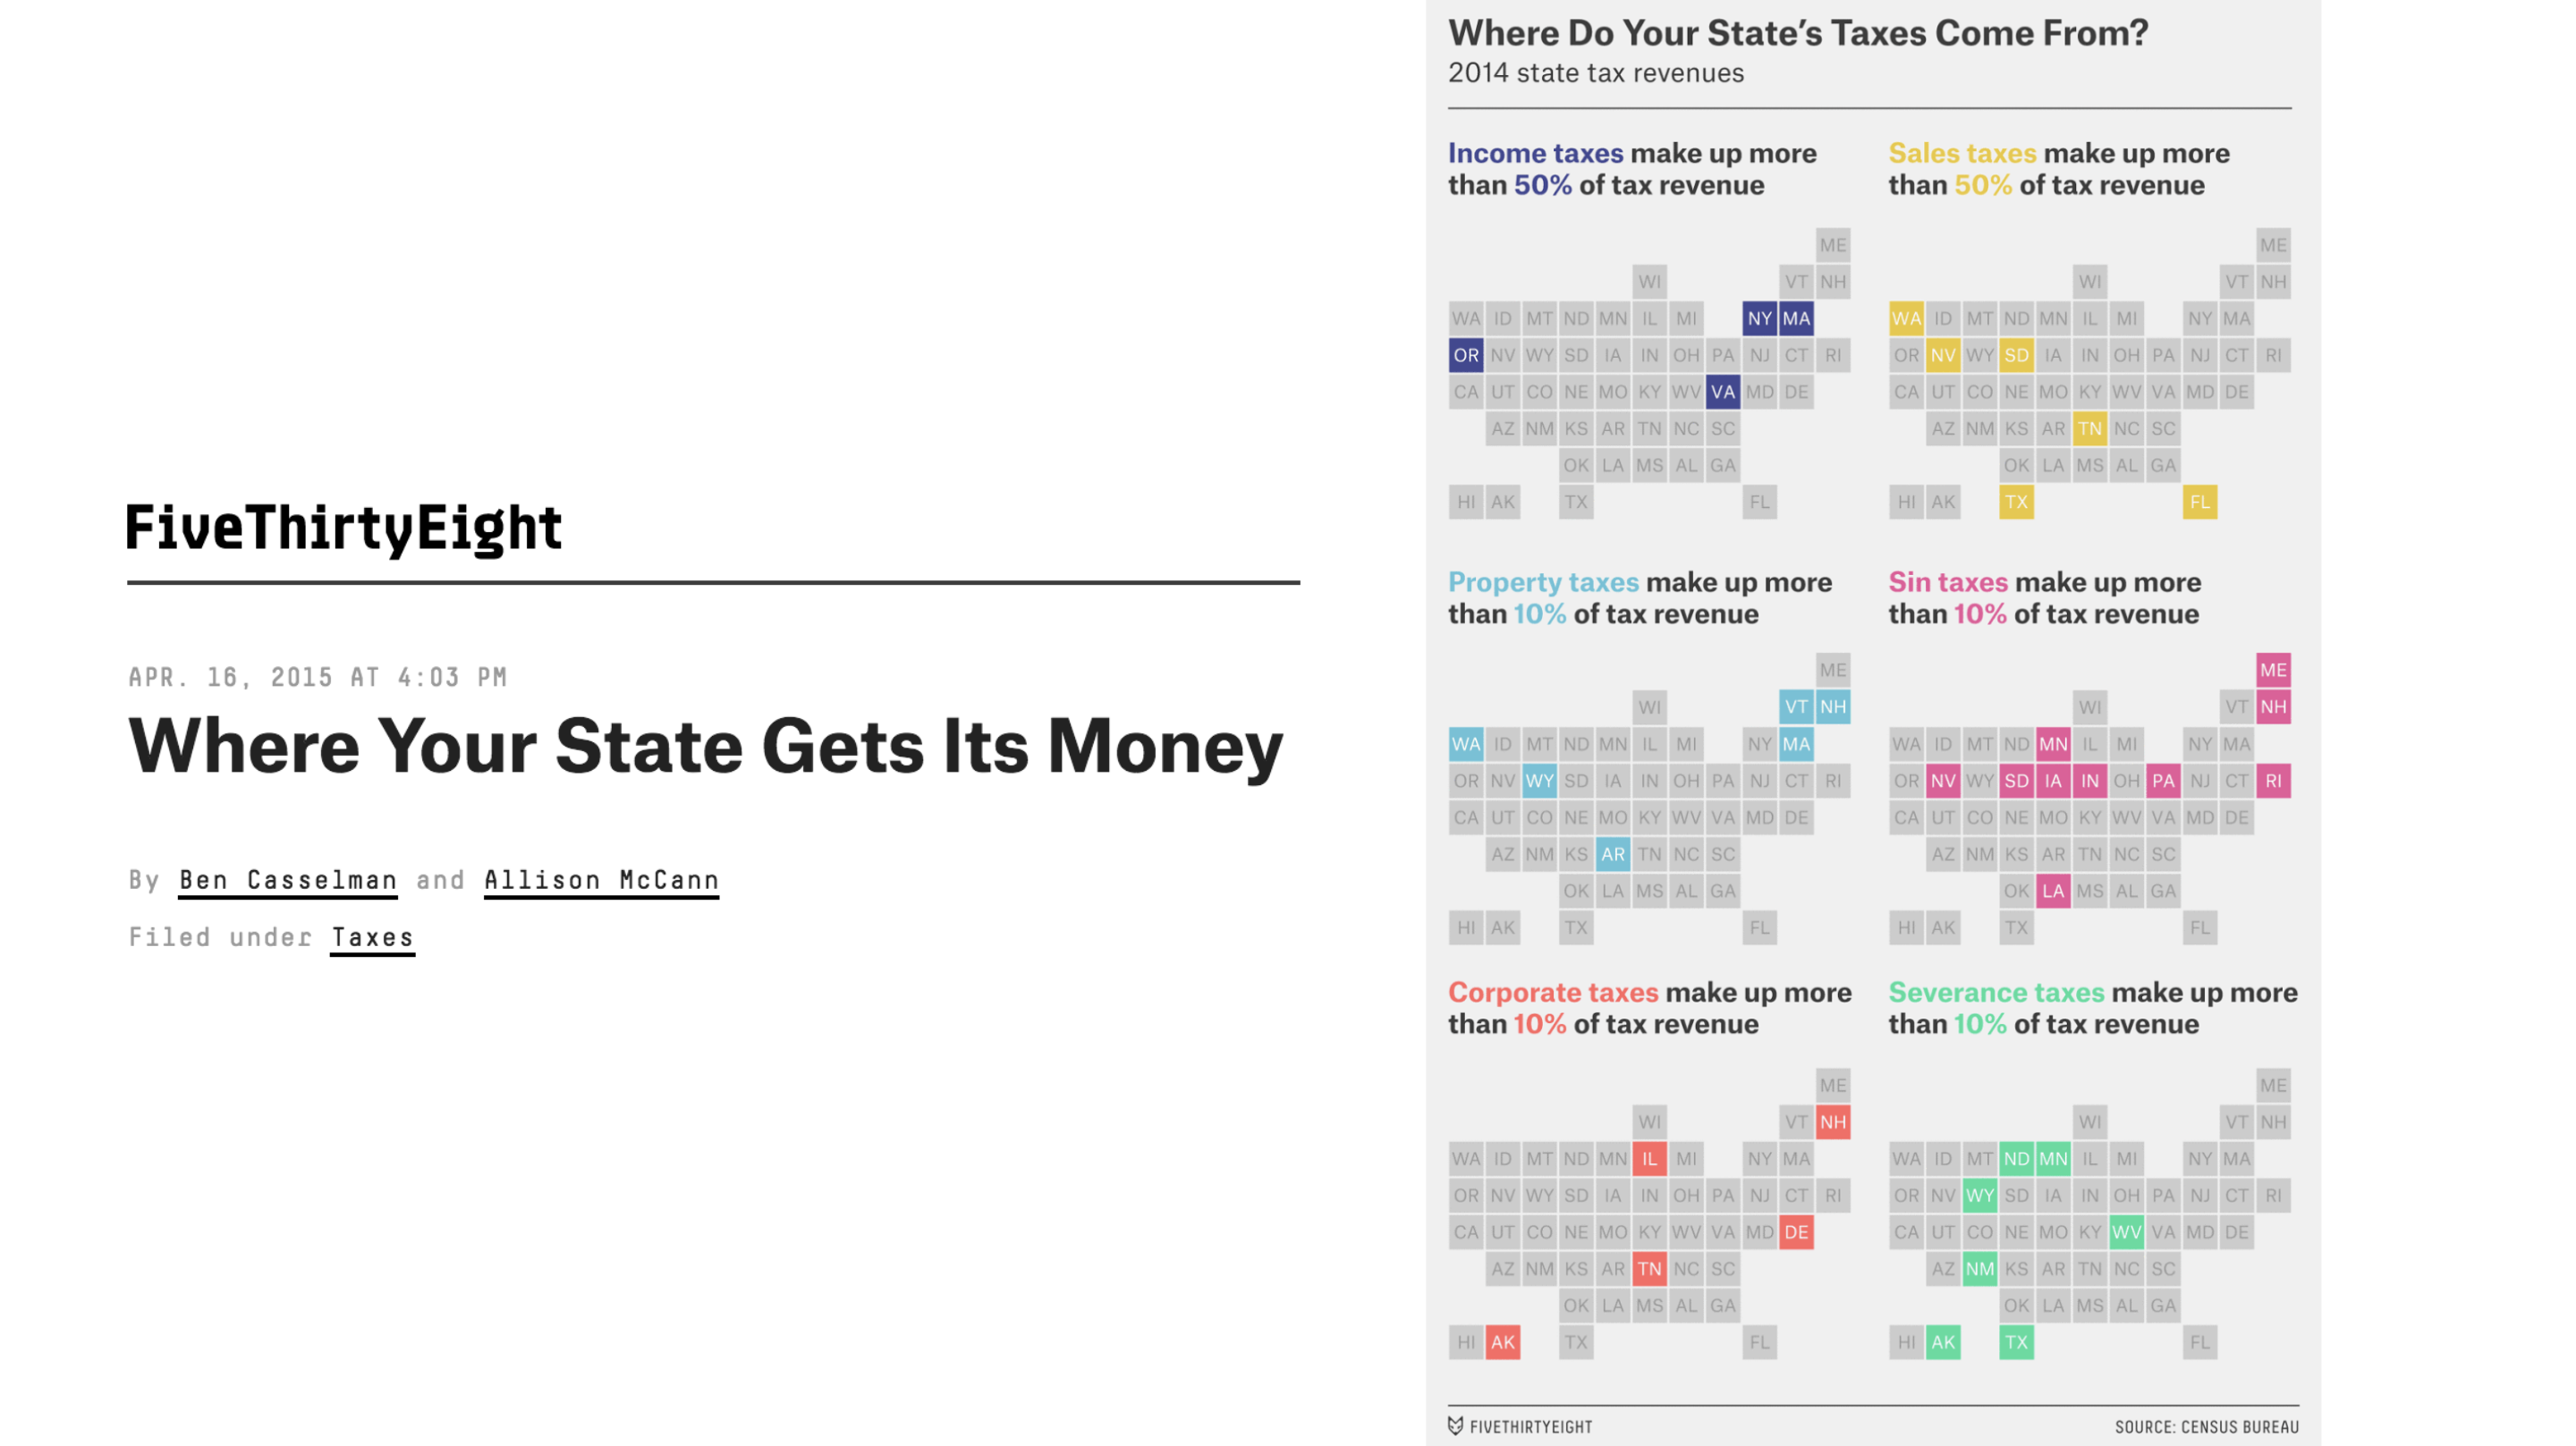 FiveThirtyEight
APR. 16, 2015 AT 4:03 PM
Where Your State Gets Its Money
By Ben Casselman and Allison McCann
Filed under Taxes
Where Do Your State's Taxes Come From?
2014 state tax revenues
Income taxes make up more
than 50% of tax revenue
ME
WI VT NH
WA ID MT ND MN IL MI NY MA
OR NV WY SD IA IN OH PA NJ CT RI
CA UT CO NE MO KY WV VA MD DE
AZ NM KS AR TN NC SC
OK LA MS AL GA
HI AK TX FL
Sales taxes make up more
than 50% of tax revenue
ME
WI VT NH
WA ID MT ND MN IL MI NY MA
OR NV WY SD IA IN OH PA NJ CT RI
CA UT CO NE MO KY WV VA MD DE
AZ NM KS AR TN NC SC
OK LA MS AL GA
HI AK TX FL
Property taxes make up more
than 10% of tax revenue
ME
WI VT NH
WA ID MT ND MN IL MI NY MA
OR NV WY SD IA IN OH PA NJ CT RI
CA UT CO NE MO KY WV VA MD DE
AZ NM KS AR TN NC SC
OK LA MS AL GA
HI AK TX FL
Sin taxes make up more
than 10% of tax revenue
ME
WI VT NH
WA ID MT ND MN IL MI NY MA
OR NV WY SD IA IN OH PA NJ CT RI
CA UT CO NE MO KY WV VA MD DE
AZ NM KS AR TN NC SC
OK LA MS AL GA
HI AK TX FL
Corporate taxes make up more
than 10% of tax revenue
ME
WI VT NH
WA ID MT ND MN IL MI NY MA
OR NV WY SD IA IN OH PA NJ CT RI
CA UT CO NE MO KY WV VA MD DE
AZ NM KS AR TN NC SC
OK LA MS AL GA
HI AK TX FL
Severance taxes make up more
than 10% of tax revenue
ME
WI VT NH
WA ID MT ND MN IL MI NY MA
OR NV WY SD IA IN OH PA NJ CT RI
CA UT CO NE MO KY WV VA MD DE
AZ NM KS AR TN NC SC
OK LA MS AL GA
HI AK TX FL
FIVETHIRTYEIGHT
SOURCE: CENSUS BUREAU